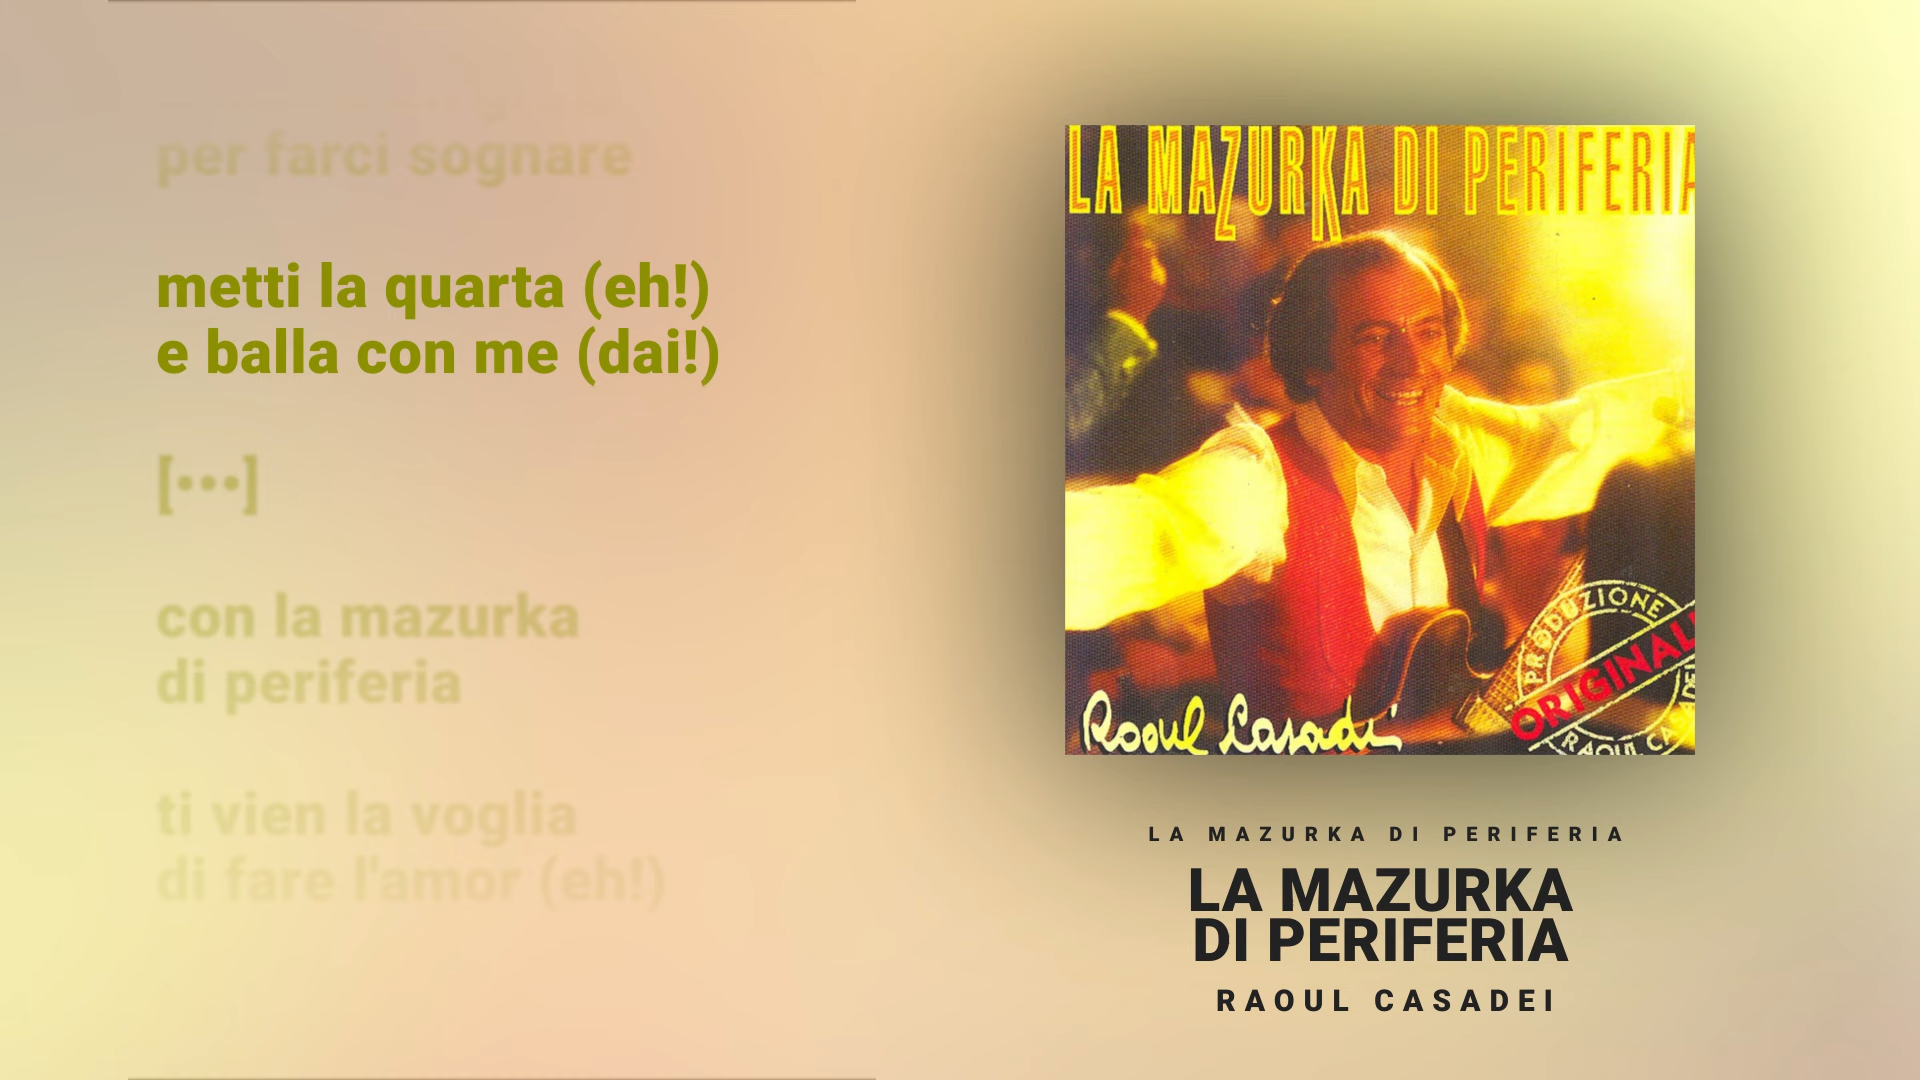 per farci sognare
metti la quarta (eh!)
e balla con me (dai!)
[•••]
con la mazurka
di periferia
ti vien la voglia
di fare l'amor (eh!)
LA MAZURKA DI PERIFERIA
Raoul Casadei
PRODUZIONE
ORIGINALE
RAOUL CASADEI
LA MAZURKA DI PERIFERIA
LA MAZURKA
DI PERIFERIA
RAOUL CASADEI